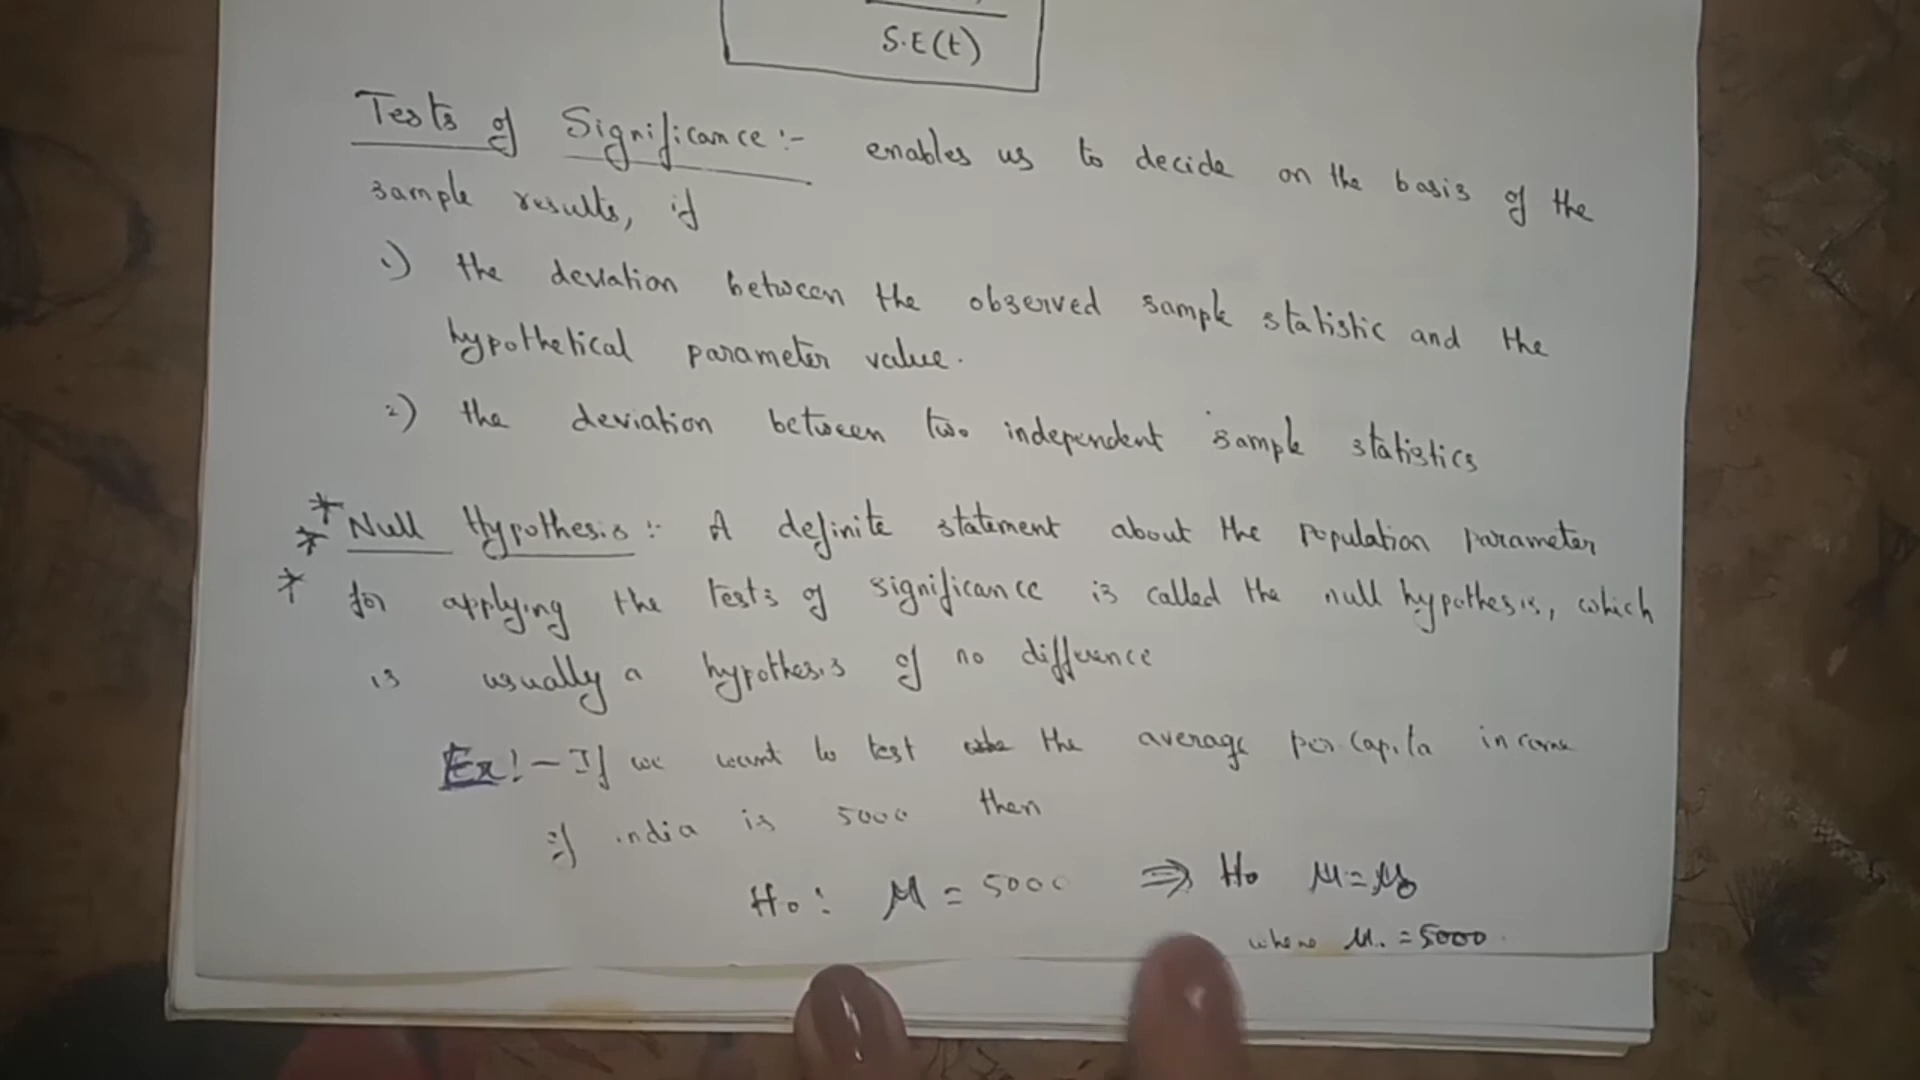 S.E(t)
Tests of Significance :- enables us to decide on the basis of the
sample results, if
1) the deviation between the observed sample statistic and the
hypothetical parameter value.
2) the deviation between two independent sample statistics
* Null Hypothesis :- A definite statement about the population parameter
* for applying the tests of significance is called the null hypothesis, which
* is usually a hypothesis of no difference
Ex :- If we want to test the average per capita income
of india is 5000 then
H₀ : μ = 5000 ⇒ H₀ μ = μ₀
where μ₀ = 5000.